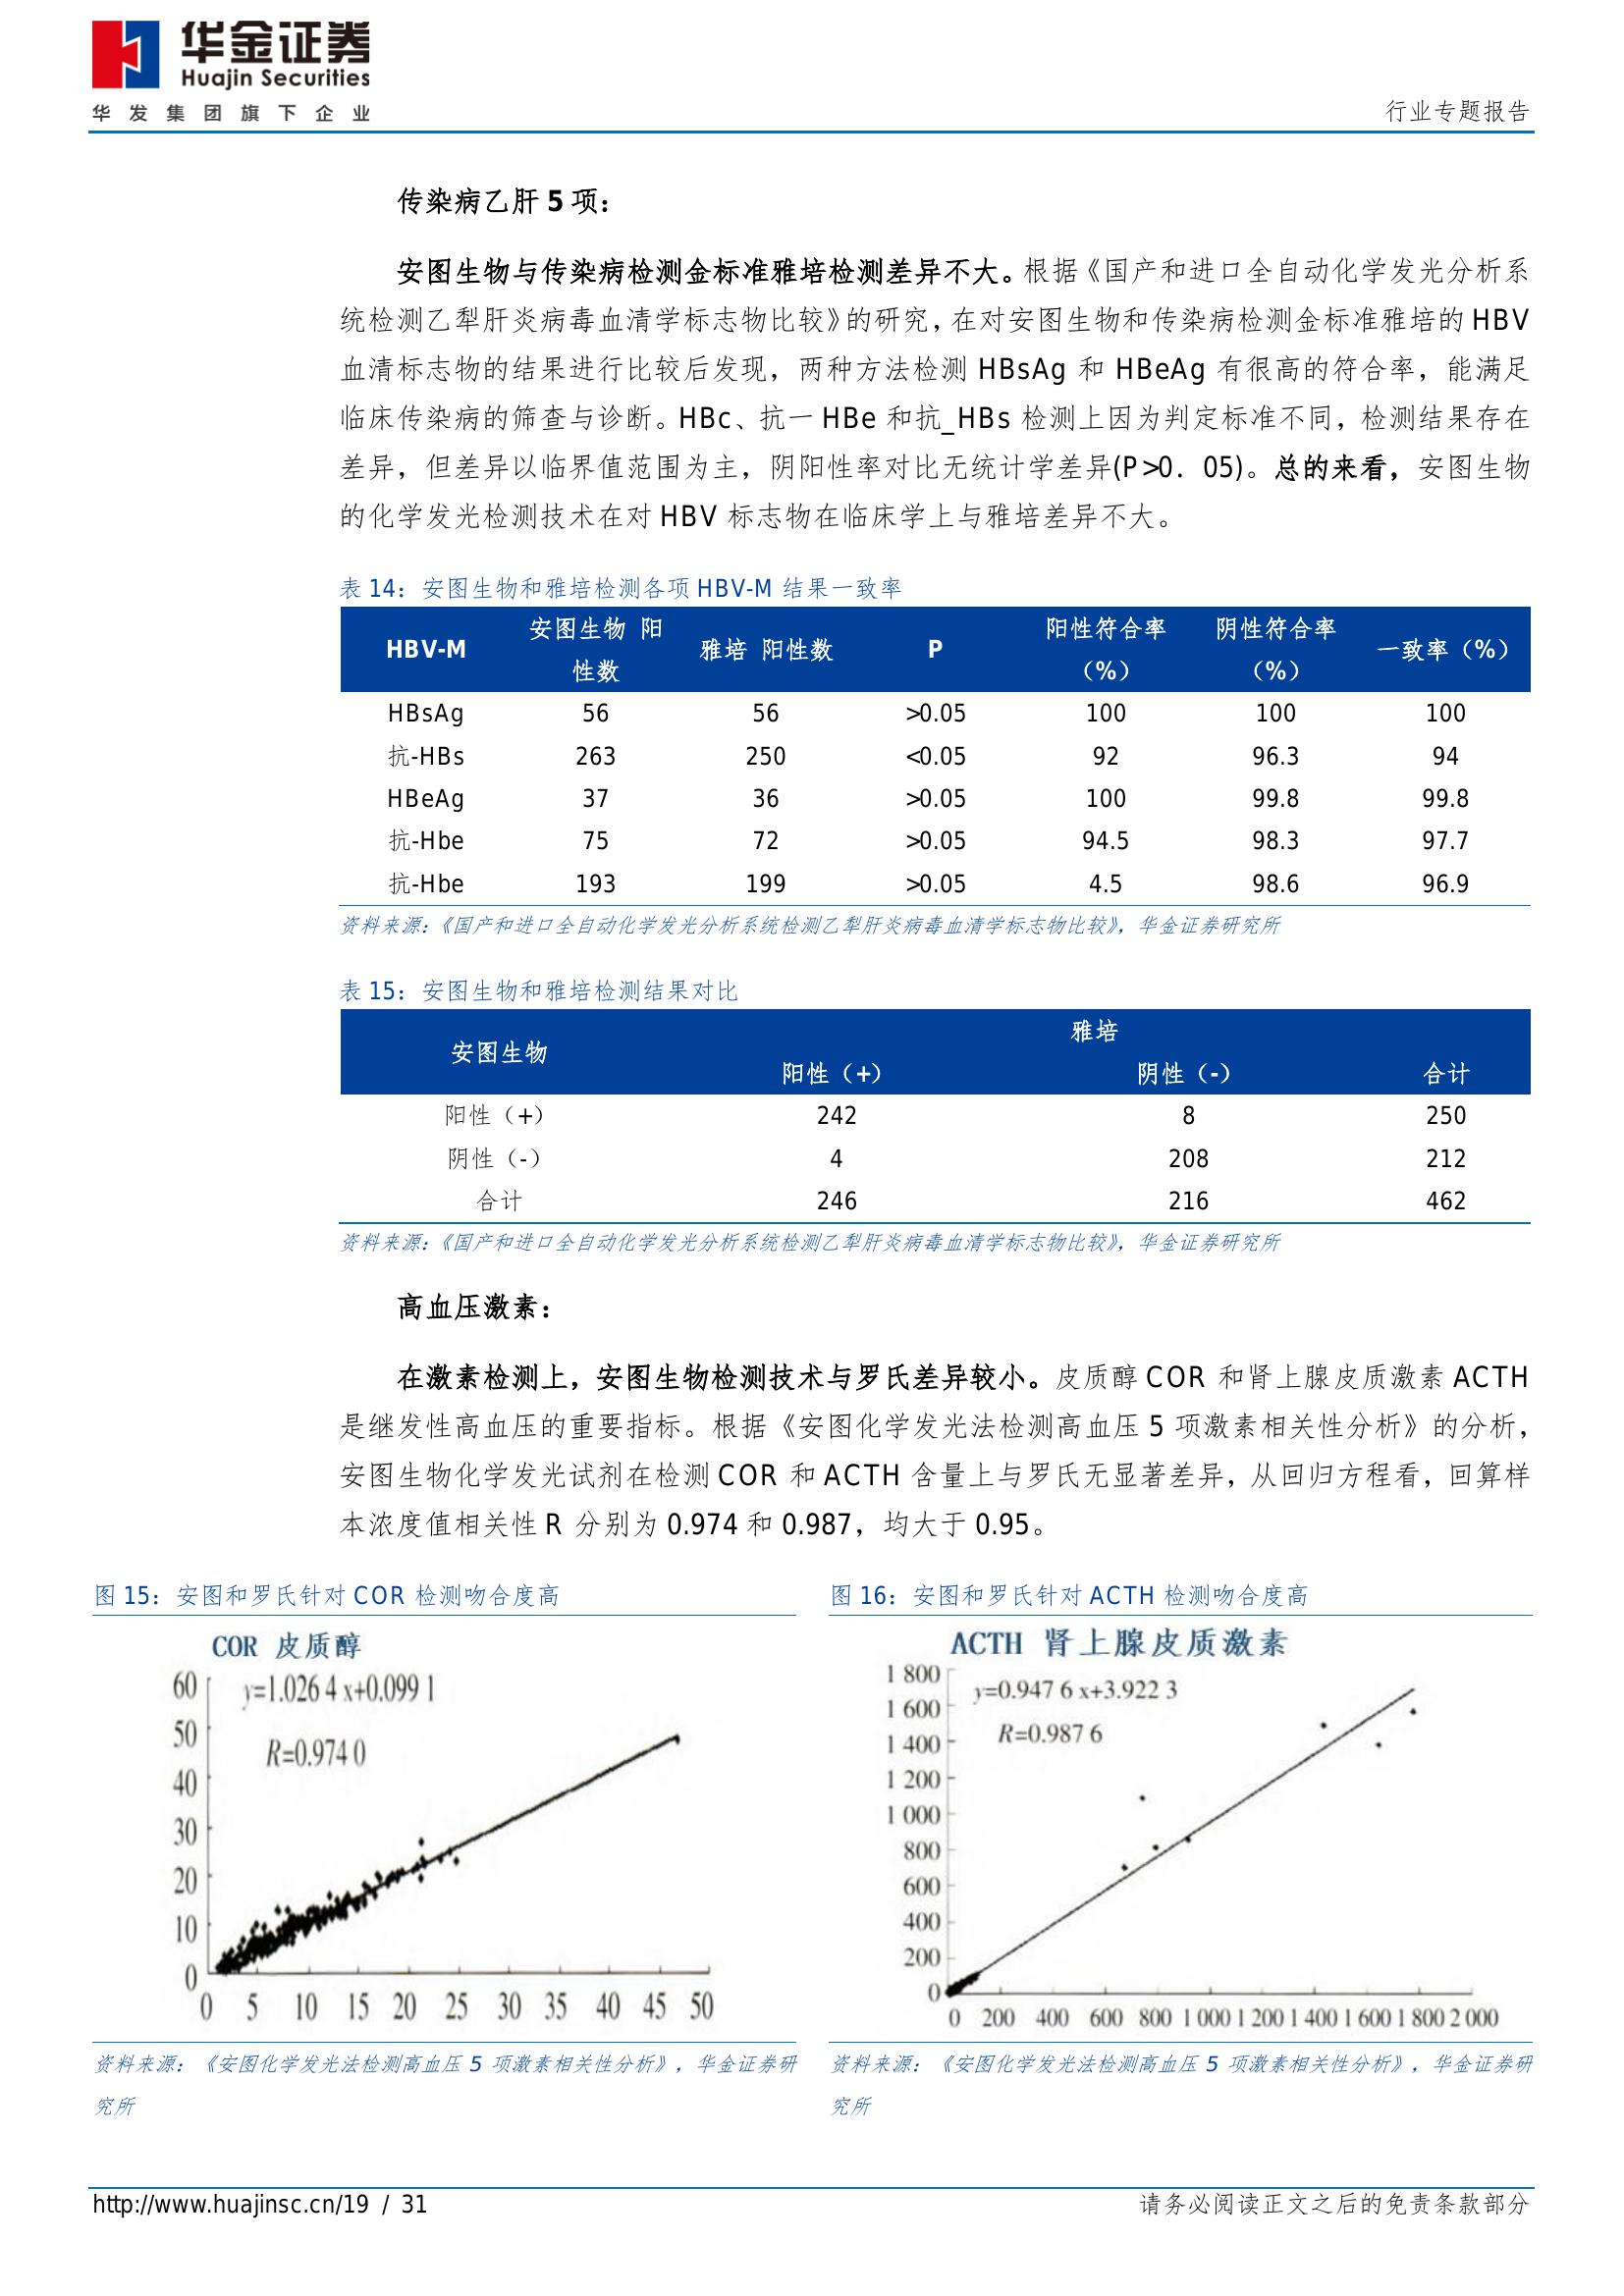 华金证券
Huajin Securities
华发集团旗下企业
行业专题报告
传染病乙肝 5 项：
安图生物与传染病检测金标准雅培检测差异不大。根据《国产和进口全自动化学发光分析系
统检测乙犁肝炎病毒血清学标志物比较》的研究，在对安图生物和传染病检测金标准雅培的 HBV
血清标志物的结果进行比较后发现，两种方法检测 HBsAg 和 HBeAg 有很高的符合率，能满足
临床传染病的筛查与诊断。HBc、抗一 HBe 和抗_HBs 检测上因为判定标准不同，检测结果存在
差异，但差异以临界值范围为主，阴阳性率对比无统计学差异(P>0．05)。总的来看，安图生物
的化学发光检测技术在对 HBV 标志物在临床学上与雅培差异不大。
表 14：安图生物和雅培检测各项 HBV-M 结果一致率
HBV-M 安图生物 阳性数 雅培 阳性数 P 阳性符合率（%） 阴性符合率（%） 一致率（%）
HBsAg 56 56 >0.05 100 100 100
抗-HBs 263 250 <0.05 92 96.3 94
HBeAg 37 36 >0.05 100 99.8 99.8
抗-Hbe 75 72 >0.05 94.5 98.3 97.7
抗-Hbe 193 199 >0.05 4.5 98.6 96.9
资料来源：《国产和进口全自动化学发光分析系统检测乙犁肝炎病毒血清学标志物比较》，华金证券研究所
表 15：安图生物和雅培检测结果对比
安图生物 雅培
阳性（+） 阴性（-） 合计
阳性（+） 242 8 250
阴性（-） 4 208 212
合计 246 216 462
资料来源：《国产和进口全自动化学发光分析系统检测乙犁肝炎病毒血清学标志物比较》，华金证券研究所
高血压激素：
在激素检测上，安图生物检测技术与罗氏差异较小。皮质醇 COR 和肾上腺皮质激素 ACTH
是继发性高血压的重要指标。根据《安图化学发光法检测高血压 5 项激素相关性分析》的分析，
安图生物化学发光试剂在检测 COR 和 ACTH 含量上与罗氏无显著差异，从回归方程看，回算样
本浓度值相关性 R 分别为 0.974 和 0.987，均大于 0.95。
图 15：安图和罗氏针对 COR 检测吻合度高
COR 皮质醇
y=1.026 4 x+0.099 1
R=0.974 0
60
50
40
30
20
10
0
0 5 10 15 20 25 30 35 40 45 50
资料来源：《安图化学发光法检测高血压 5 项激素相关性分析》，华金证券研
究所
图 16：安图和罗氏针对 ACTH 检测吻合度高
ACTH 肾上腺皮质激素
y=0.947 6 x+3.922 3
R=0.987 6
1 800
1 600
1 400
1 200
1 000
800
600
400
200
0
0 200 400 600 800 1 000 1 200 1 400 1 600 1 800 2 000
资料来源：《安图化学发光法检测高血压 5 项激素相关性分析》，华金证券研
究所
http://www.huajinsc.cn/19 / 31
请务必阅读正文之后的免责条款部分